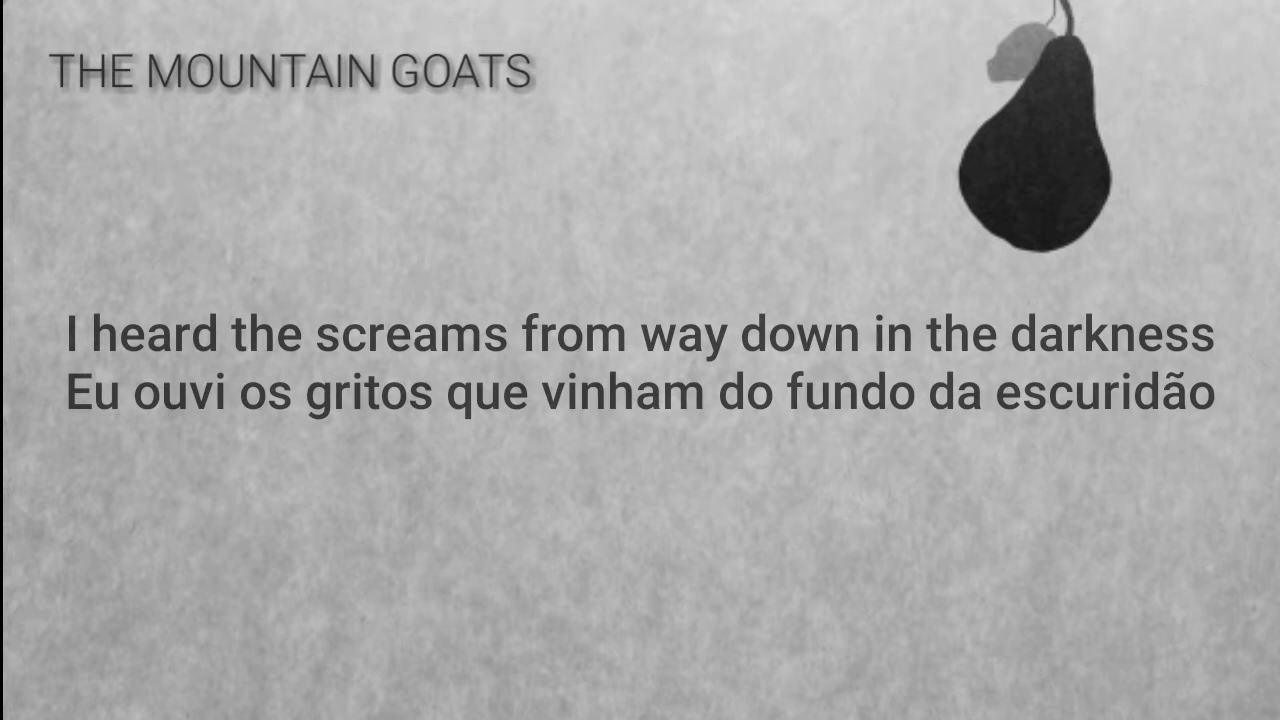 THE MOUNTAIN GOATS
I heard the screams from way down in the darkness
Eu ouvi os gritos que vinham do fundo da escuridão